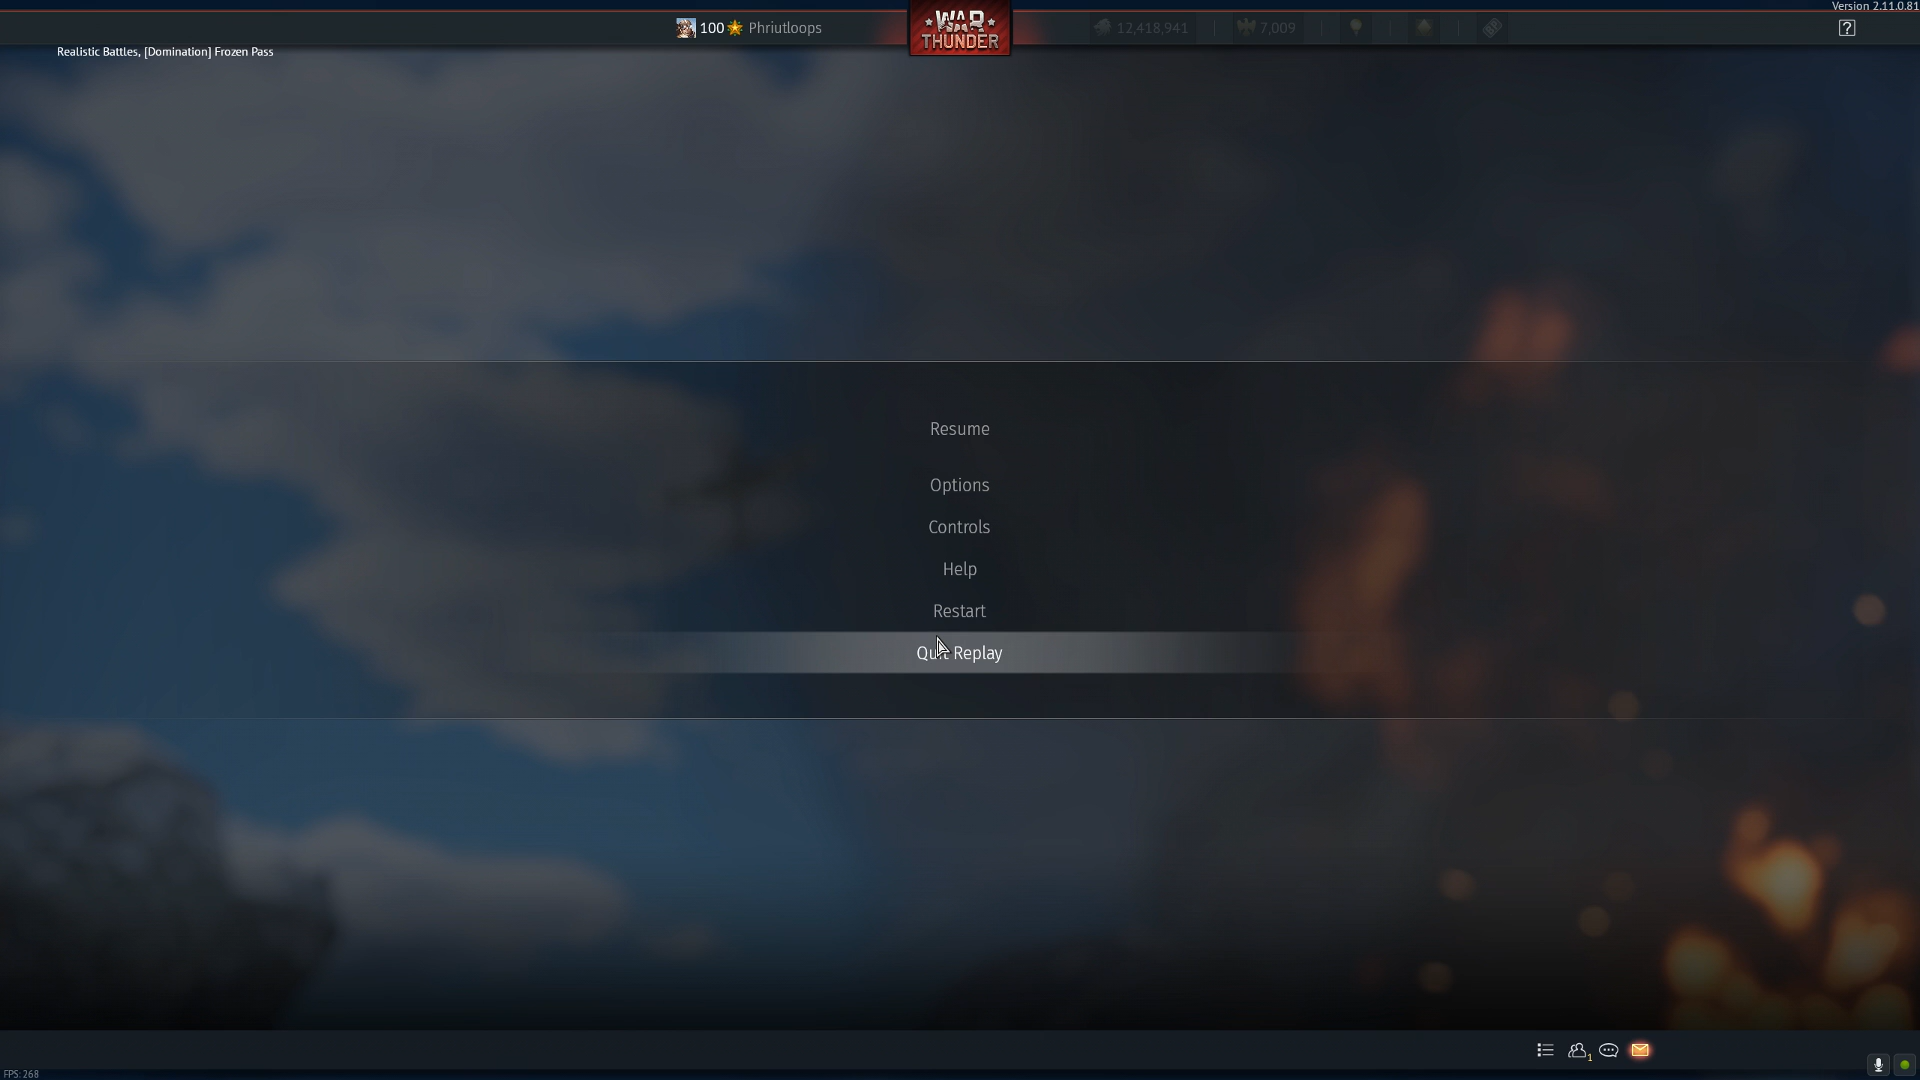 Version 2.11.0.81
100 Phriutloops
WAR THUNDER
12,418,941
7,009
Realistic Battles, [Domination] Frozen Pass
Resume
Options
Controls
Help
Restart
Quit Replay
1
FPS: 268